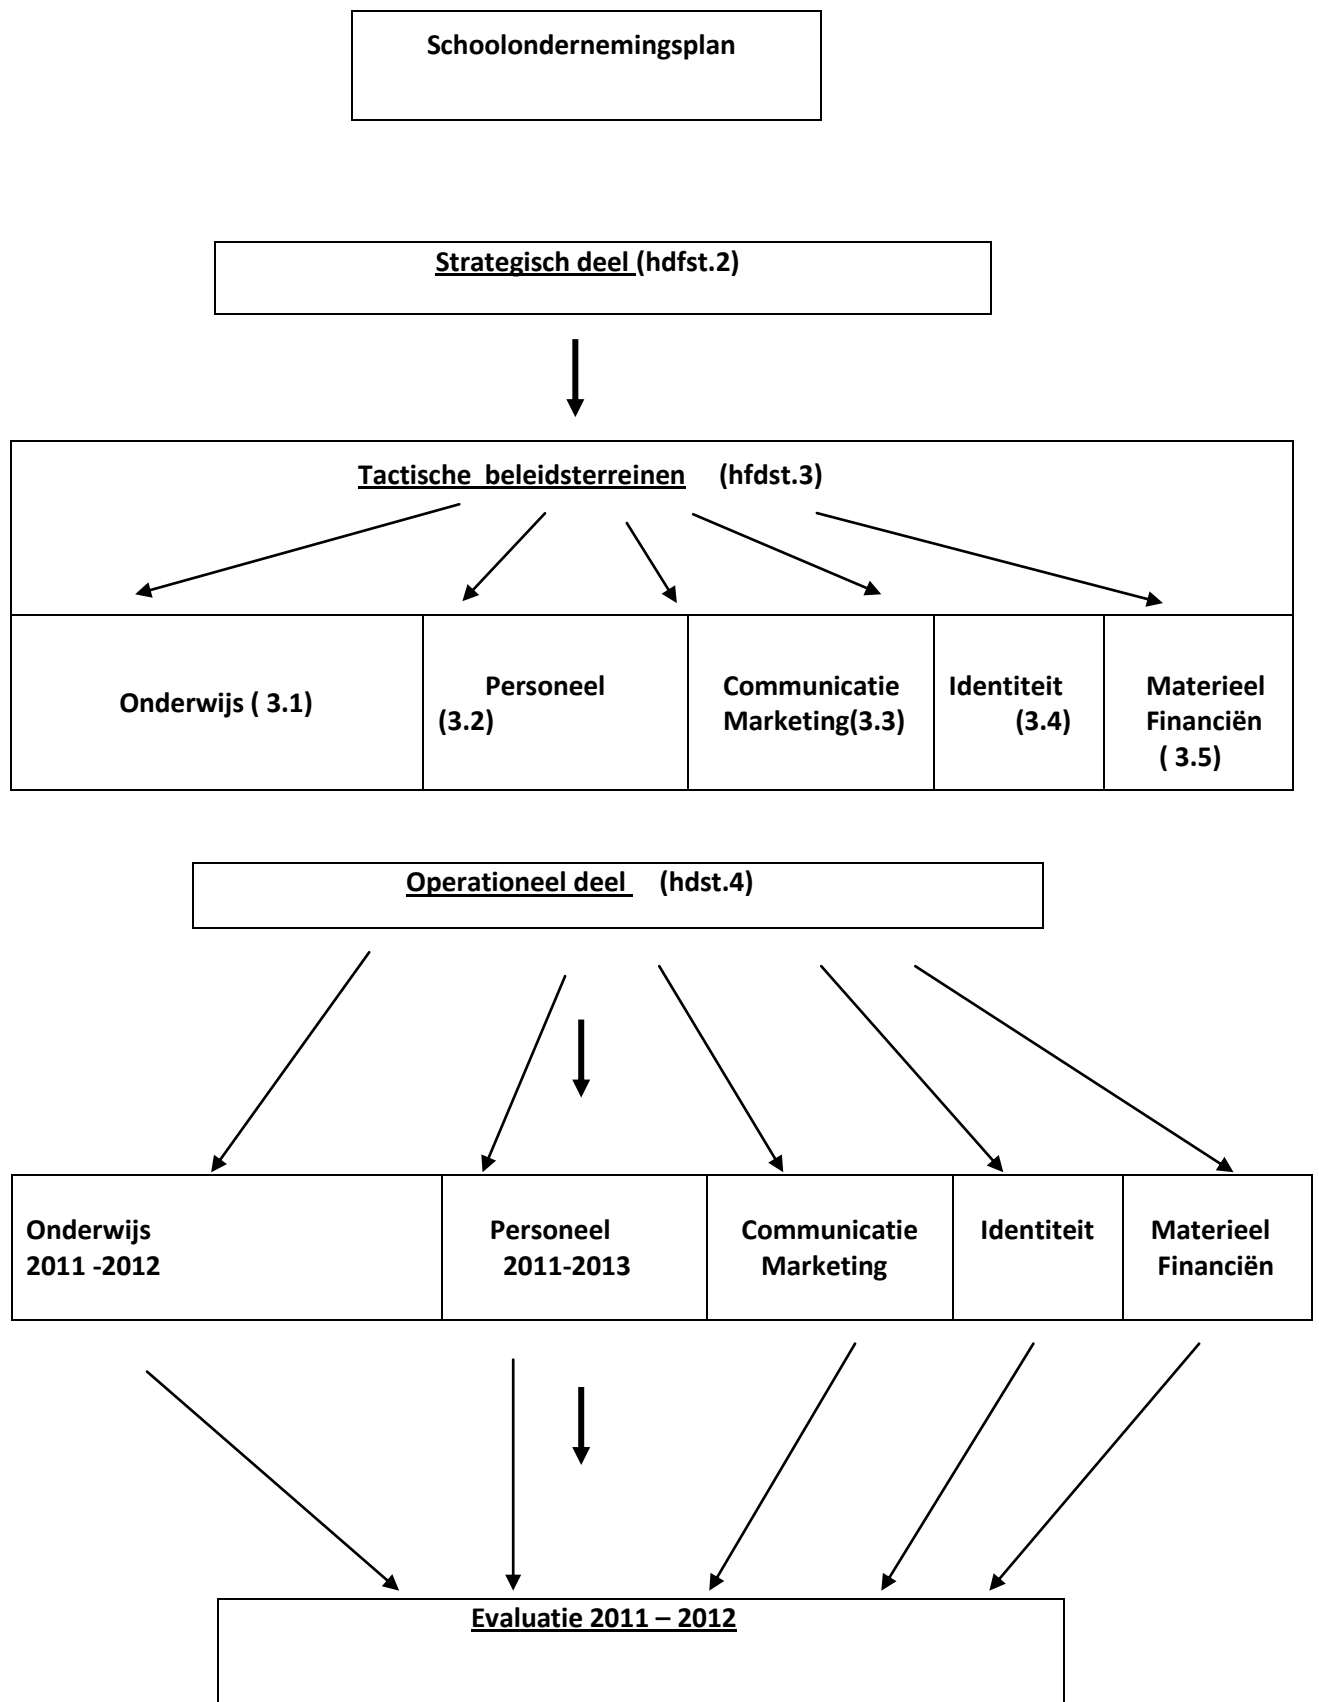 Schoolondernemingsplan
Strategisch deel (hdfst.2)
Tactische beleidsterreinen (hfdst.3)
Onderwijs ( 3.1)
Personeel
(3.2)
Communicatie
Marketing(3.3)
Identiteit
(3.4)
Materieel
Financiën
( 3.5)
Operationeel deel (hdst.4)
Onderwijs
2011 -2012
Personeel
2011-2013
Communicatie
Marketing
Identiteit
Materieel
Financiën
Evaluatie 2011 – 2012